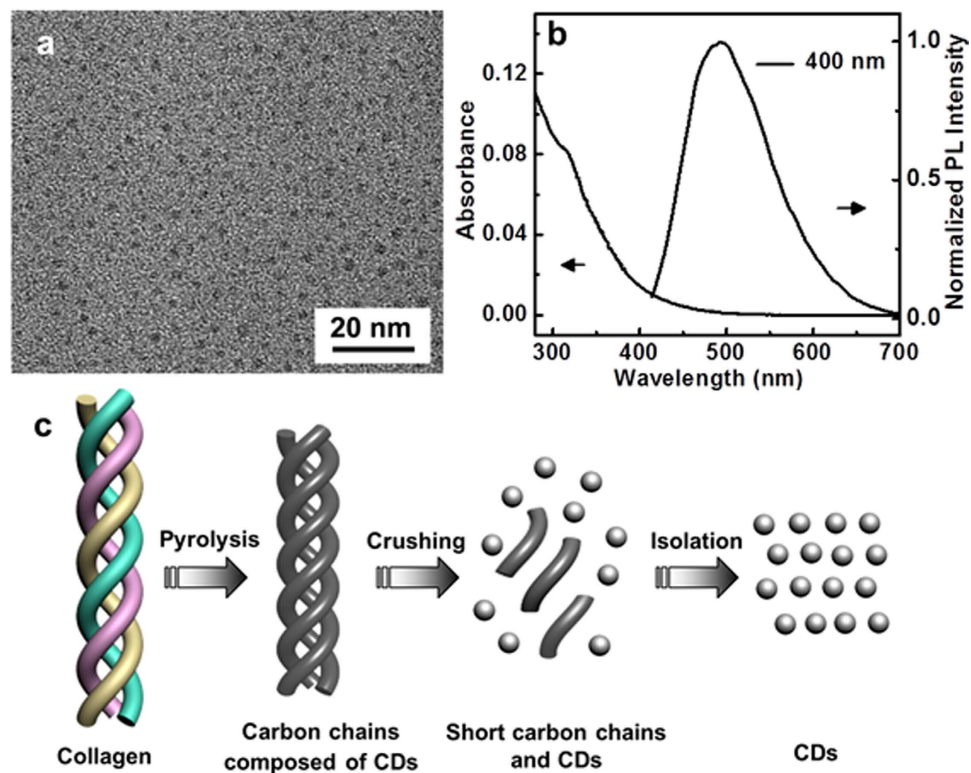 a
20 nm
b
400 nm
0.12
0.08
0.04
0.00
Absorbance
1.0
0.5
0.0
Normalized PL Intensity
300 400 500 600 700
Wavelength (nm)
c
Pyrolysis
Crushing
Isolation
Collagen
Carbon chains
composed of CDs
Short carbon chains
and CDs
CDs